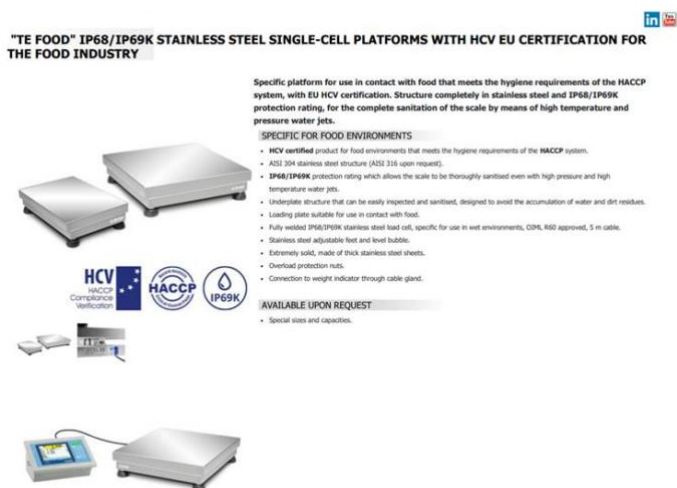 in You
"TE FOOD" IP68/IP69K STAINLESS STEEL SINGLE-CELL PLATFORMS WITH HCV EU CERTIFICATION FOR
THE FOOD INDUSTRY
Specific platform for use in contact with food that meets the hygiene requirements of the HACCP
system, with EU HCV certification. Structure completely in stainless steel and IP68/IP69K
protection rating, for the complete sanitation of the scale by means of high temperature and
pressure water jets.
SPECIFIC FOR FOOD ENVIRONMENTS
• HCV certified product for food environments that meets the hygiene requirements of the HACCP system.
• AISI 304 stainless steel structure (AISI 316 upon request).
• IP68/IP69K protection rating which allows the scale to be thoroughly sanitised even with high pressure and high
temperature water jets.
• Underplate structure that can be easily inspected and sanitised, designed to avoid the accumulation of water and dirt residues.
• Loading plate suitable for use in contact with food.
• Fully welded IP68/IP69K stainless steel load cell, specific for use in wet environments, OIML R60 approved, 5 m cable.
• Stainless steel adjustable feet and level bubble.
• Extremely solid, made of thick stainless steel sheets.
• Overload protection nuts.
• Connection to weight indicator through cable gland.
HCV
HACCP
Compliance
Verification
HACCP
IP69K
AVAILABLE UPON REQUEST
• Special sizes and capacities.